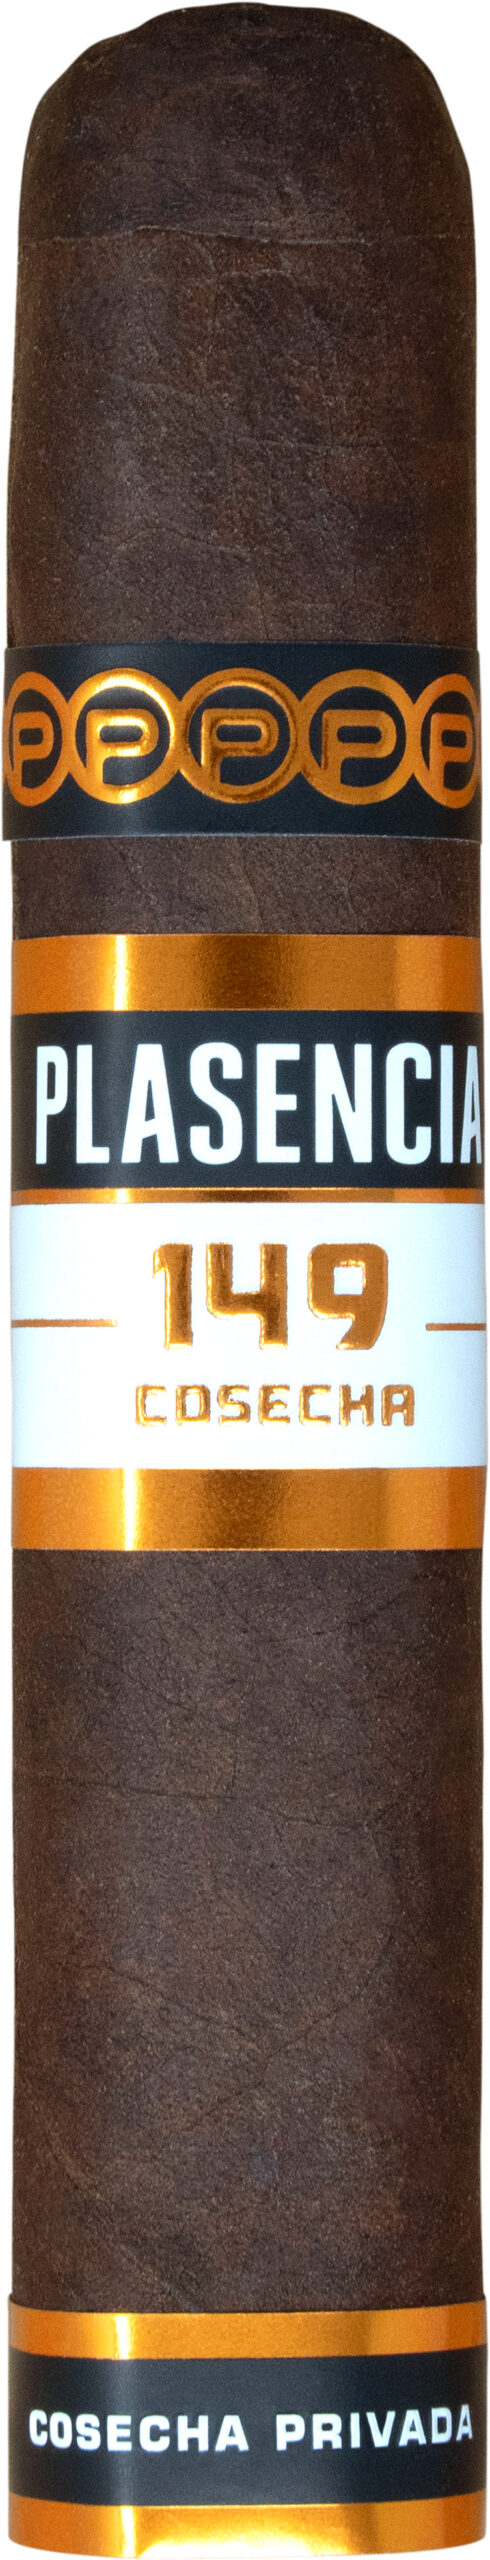 P P P P P
PLASENCIA
149
COSECHA
COSECHA PRIVADA